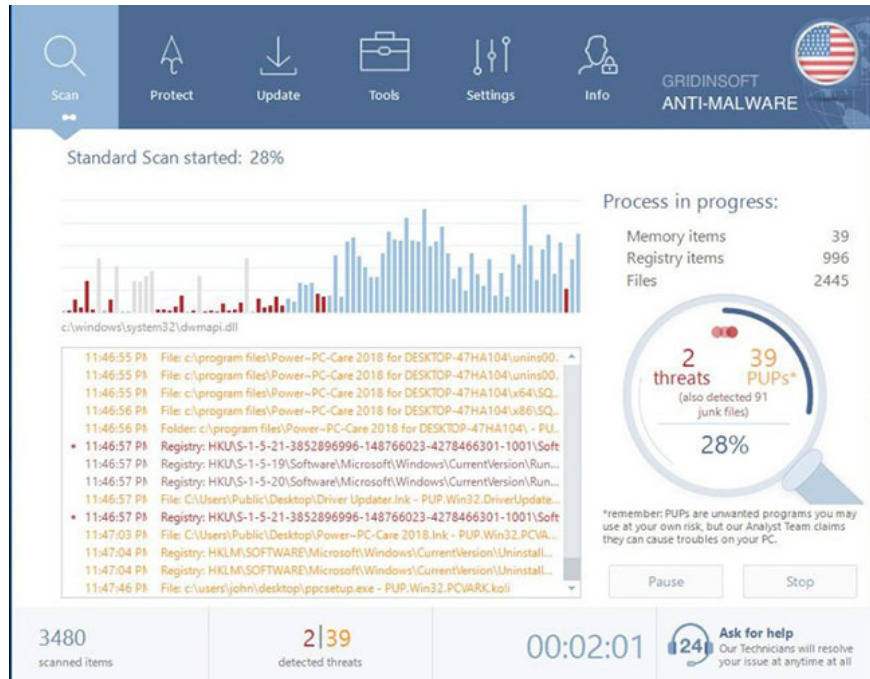 Scan
Protect
Update
Tools
Settings
Info
GRIDINSOFT
ANTI-MALWARE
Standard Scan started: 28%
c:\windows\system32\dwmapi.dll
11:46:55 PM File: c:\program files\Power~PC-Care 2018 for DESKTOP-47HA104\unins00.
11:46:55 PM File: c:\program files\Power~PC-Care 2018 for DESKTOP-47HA104\unins00.
11:46:55 PM File: c:\program files\Power~PC-Care 2018 for DESKTOP-47HA104\x64\SQ...
11:46:56 PM File: c:\program files\Power~PC-Care 2018 for DESKTOP-47HA104\x86\SQ...
11:46:56 PM Folder: c:\program files\Power~PC-Care 2018 for DESKTOP-47HA104\ - PU..
11:46:57 PM Registry: HKU\S-1-5-21-3852896996-148766023-4278466301-1001\Soft
11:46:57 PM Registry: HKU\S-1-5-19\Software\Microsoft\Windows\CurrentVersion\Run...
11:46:57 PM Registry: HKU\S-1-5-20\Software\Microsoft\Windows\CurrentVersion\Run...
11:46:57 PM File: C:\Users\Public\Desktop\Driver Updater.lnk - PUP.Win32.DriverUpdate...
11:46:57 PM Registry: HKU\S-1-5-21-3852896996-148766023-4278466301-1001\Soft
11:47:03 PM File: C:\Users\Public\Desktop\Power~PC-Care 2018.lnk - PUP.Win32.PCVA...
11:47:04 PM Registry: HKLM\SOFTWARE\Microsoft\Windows\CurrentVersion\Uninstall...
11:47:04 PM Registry: HKLM\SOFTWARE\Microsoft\Windows\CurrentVersion\Uninstall...
11:47:46 PM File: c:\users\john\desktop\ppcsetup.exe - PUP.Win32.PCVARK.koli
Process in progress:
Memory items 39
Registry items 996
Files 2445
2 threats
39 PUPs*
(also detected 91
junk files)
28%
*remember: PUPs are unwanted programs you may
use at your own risk, but our Analyst Team claims
they can cause troubles on your PC.
Pause
Stop
3480
scanned items
2|39
detected threats
00:02:01
24
Ask for help
Our Technicians will resolve
your issue at anytime at all